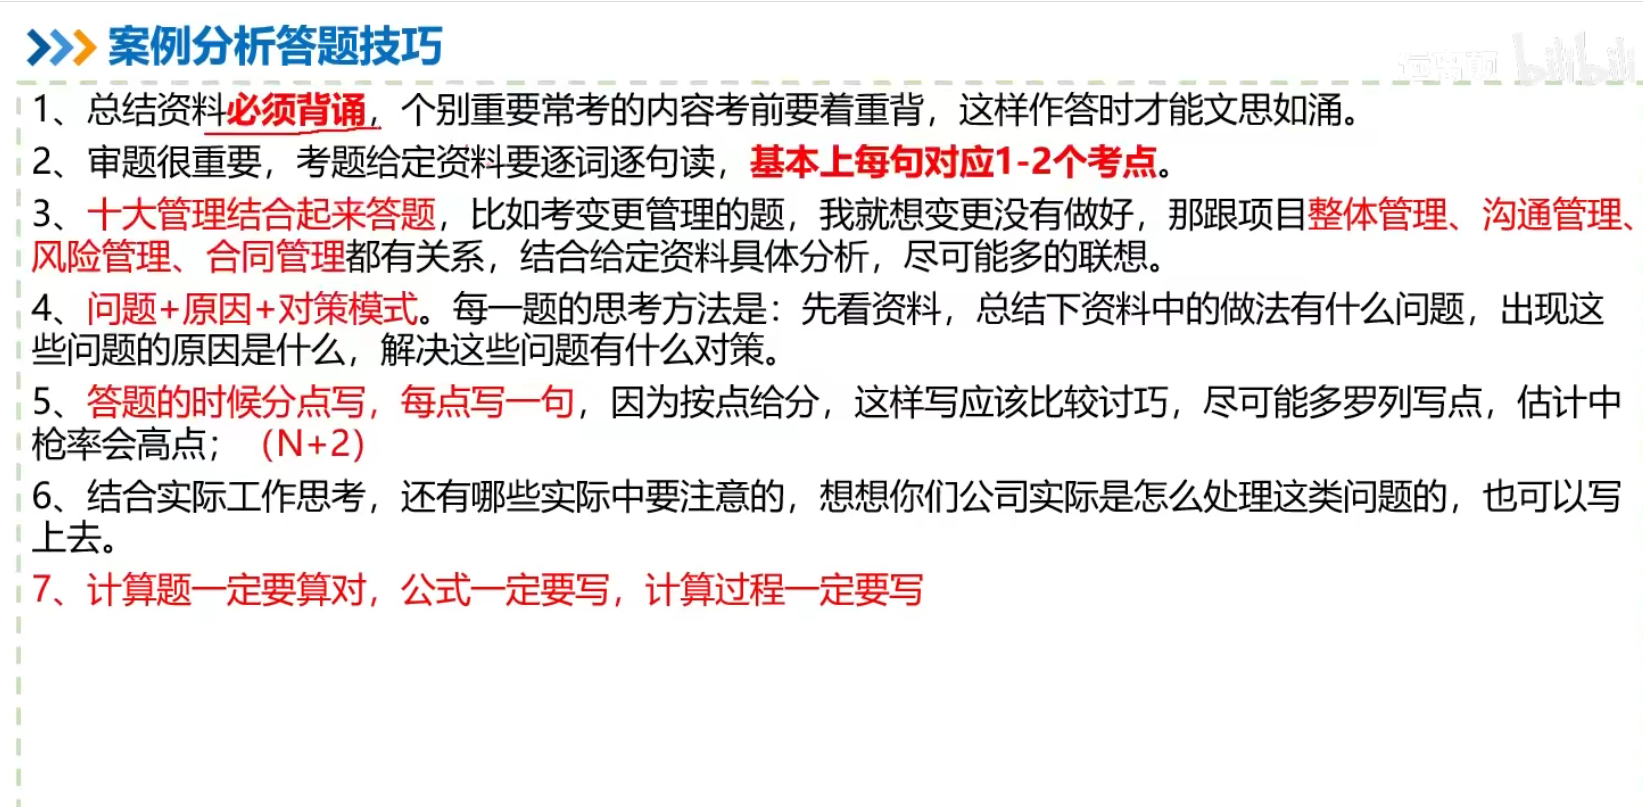 案例分析答题技巧
bilibili
1、总结资料必须背诵，个别重要常考的内容考前要着重背，这样作答时才能文思如涌。
2、审题很重要，考题给定资料要逐词逐句读，基本上每句对应1-2个考点。
3、十大管理结合起来答题，比如考变更管理的题，我就想变更没有做好，那跟项目整体管理、沟通管理、
风险管理、合同管理都有关系，结合给定资料具体分析，尽可能多的联想。
4、问题+原因+对策模式。每一题的思考方法是：先看资料，总结下资料中的做法有什么问题，出现这
些问题的原因是什么，解决这些问题有什么对策。
5、答题的时候分点写，每点写一句，因为按点给分，这样写应该比较讨巧，尽可能多罗列写点，估计中
枪率会高点；（N+2）
6、结合实际工作思考，还有哪些实际中要注意的，想想你们公司实际是怎么处理这类问题的，也可以写
上去。
7、计算题一定要算对，公式一定要写，计算过程一定要写